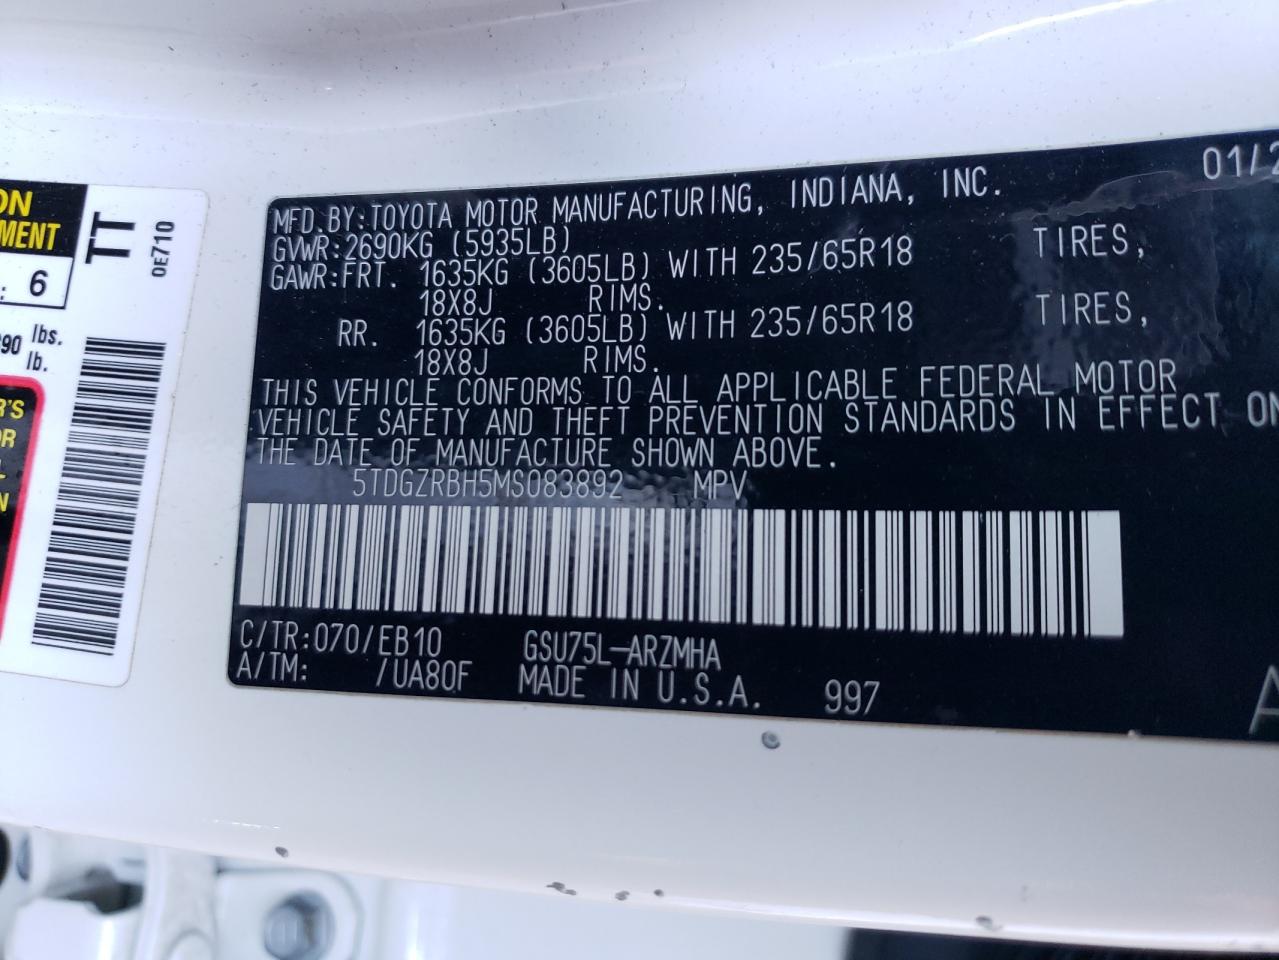 ON
MENT
: 6
90 lbs.
lb.
R'S
OR
L
N
TT
0E710
01/2
MFD.BY:TOYOTA MOTOR MANUFACTURING, INDIANA, INC.
GVWR:2690KG (5935LB)
GAWR:FRT. 1635KG (3605LB) WITH 235/65R18 TIRES,
18X8J RIMS.
RR. 1635KG (3605LB) WITH 235/65R18 TIRES,
18X8J RIMS.
THIS VEHICLE CONFORMS TO ALL APPLICABLE FEDERAL MOTOR
VEHICLE SAFETY AND THEFT PREVENTION STANDARDS IN EFFECT ON
THE DATE OF MANUFACTURE SHOWN ABOVE.
5TDGZRBH5MS083892 MPV
C/TR:070/EB10 GSU75L-ARZMHA
A/TM: /UA80F MADE IN U.S.A. 997
A